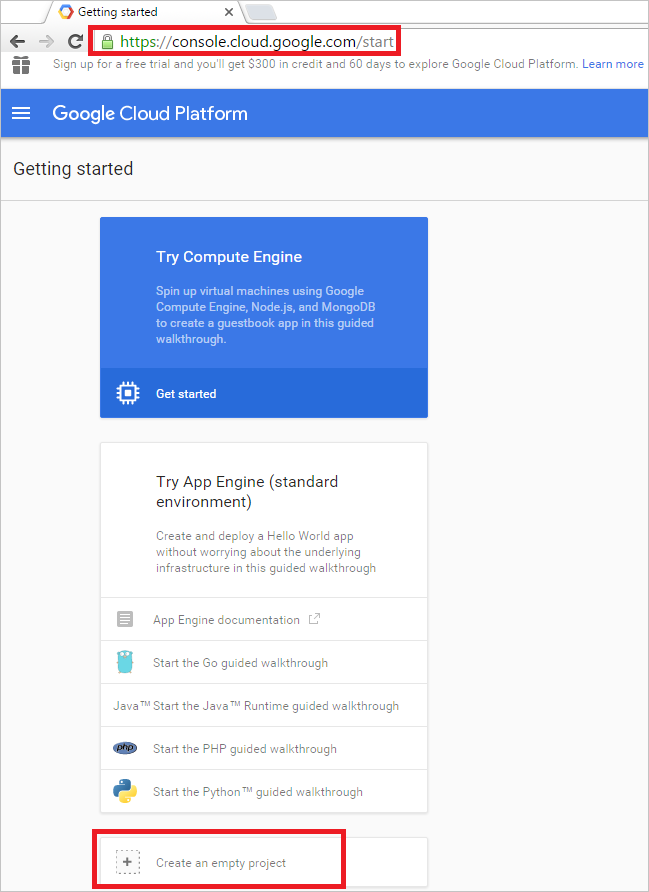 Getting started
https://console.cloud.google.com/start
Sign up for a free trial and you'll get $300 in credit and 60 days to explore Google Cloud Platform. Learn more
Google Cloud Platform
Getting started
Try Compute Engine
Spin up virtual machines using Google
Compute Engine, Node.js, and MongoDB
to create a guestbook app in this guided
walkthrough.
Get started
Try App Engine (standard
environment)
Create and deploy a Hello World app
without worrying about the underlying
infrastructure in this guided walkthrough
App Engine documentation
Start the Go guided walkthrough
Java™ Start the Java™ Runtime guided walkthrough
php Start the PHP guided walkthrough
Start the Python™ guided walkthrough
Create an empty project